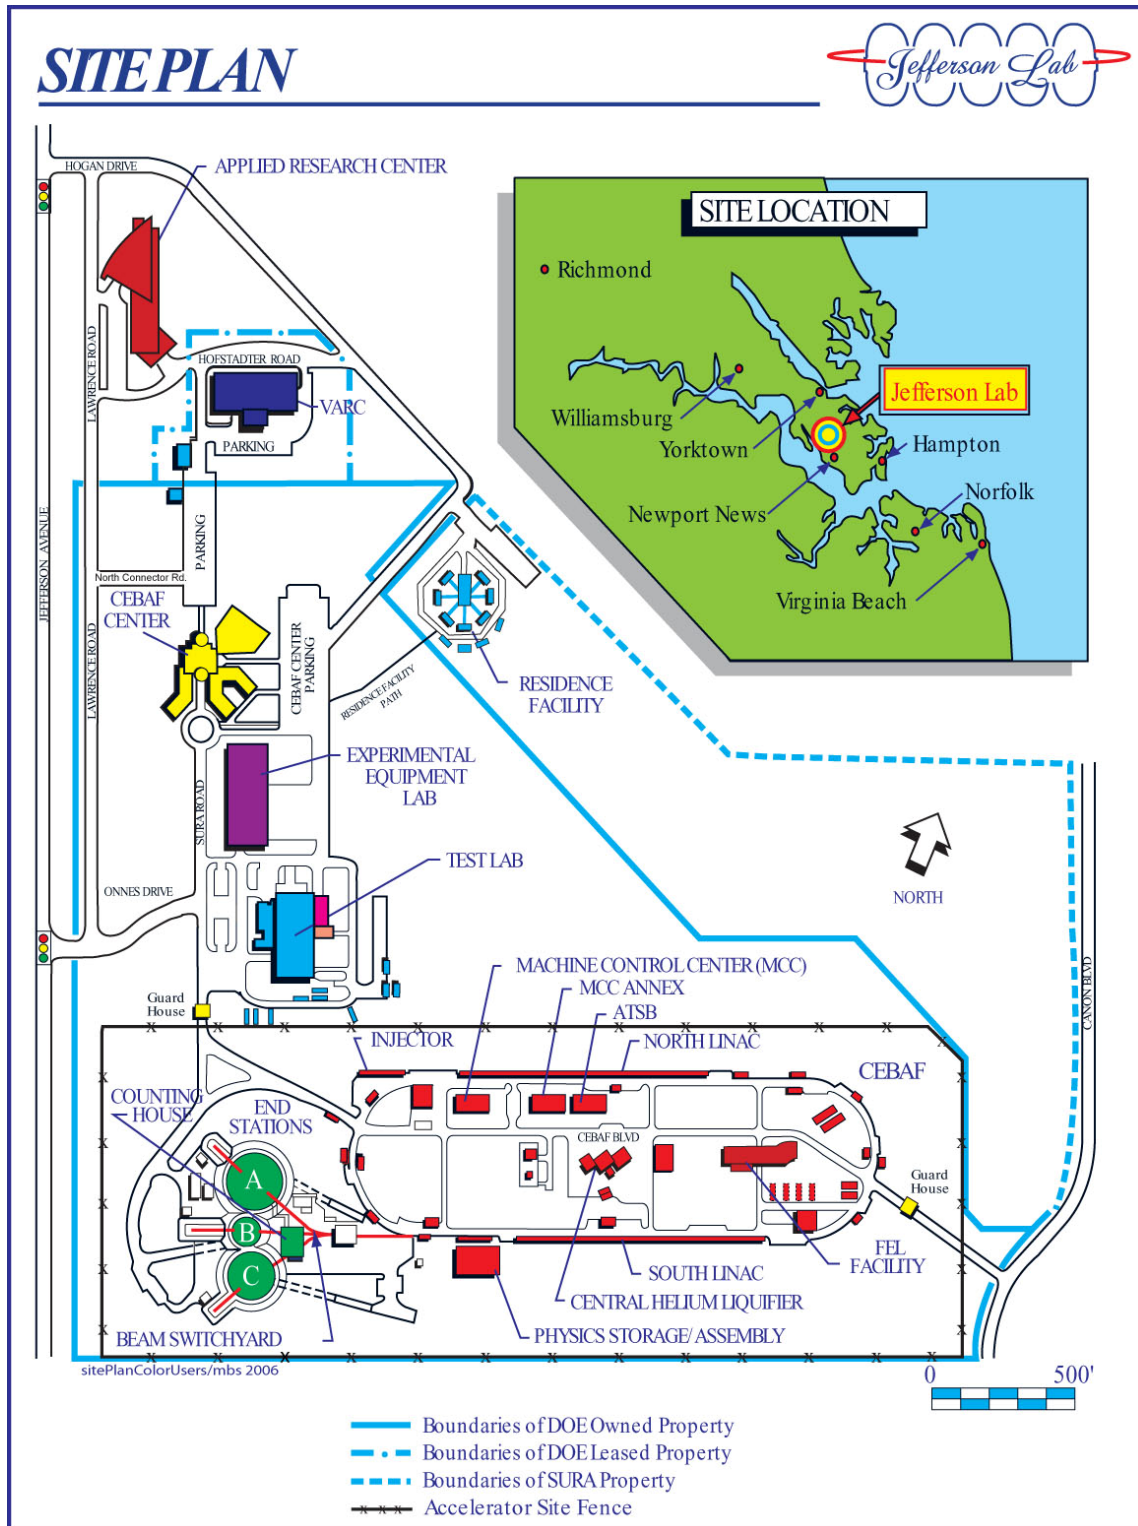 SITE PLAN
Jefferson Lab
HOGAN DRIVE
APPLIED RESEARCH CENTER
SITE LOCATION
Richmond
Williamsburg
Yorktown
Jefferson Lab
Hampton
Newport News
Norfolk
Virginia Beach
LAWRENCE ROAD
HOFSTADTER ROAD
VARC
PARKING
JEFFERSON AVENUE
PARKING
North Connector Rd.
CEBAF
CENTER
LAWRENCE ROAD
CEBAF CENTER
PARKING
RESIDENCE FACILITY
PATH
RESIDENCE
FACILITY
EXPERIMENTAL
EQUIPMENT
LAB
SURA ROAD
TEST LAB
ONNES DRIVE
NORTH
CANON BLVD
Guard
House
MACHINE CONTROL CENTER (MCC)
MCC ANNEX
ATSB
INJECTOR
NORTH LINAC
CEBAF
COUNTING
HOUSE
END
STATIONS
CEBAF BLVD
A
B
C
Guard
House
FEL
FACILITY
SOUTH LINAC
CENTRAL HELIUM LIQUIFIER
PHYSICS STORAGE/ ASSEMBLY
BEAM SWITCHYARD
sitePlanColorUsers/mbs 2006
0 500'
Boundaries of DOE Owned Property
Boundaries of DOE Leased Property
Boundaries of SURA Property
Accelerator Site Fence